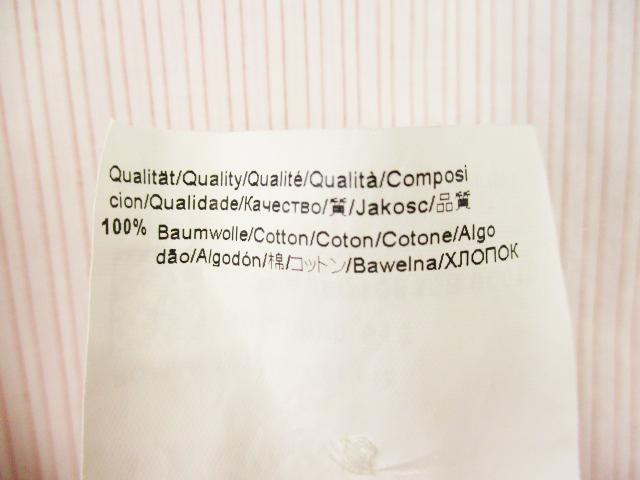 Qualität/Quality/Qualité/Qualità/Composi
cion/Qualidade/Качество/質/Jakosc/品質
100% Baumwolle/Cotton/Coton/Cotone/Algo
dão/Algodón/棉/コットン/Bawelna/ХЛОПОК